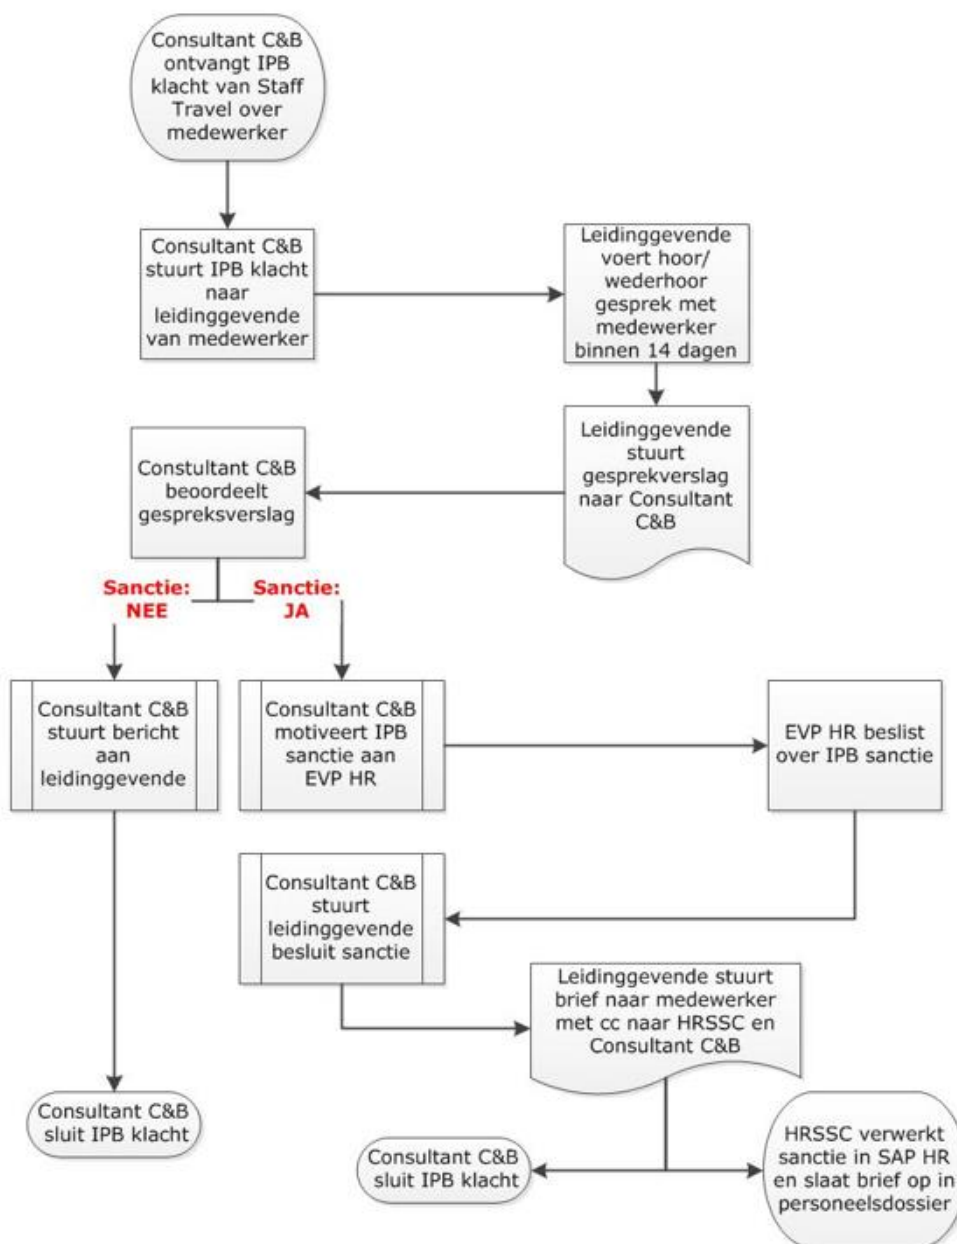 Consultant C&B
ontvangt IPB
klacht van Staff
Travel over
medewerker
Consultant C&B
stuurt IPB klacht
naar
leidinggevende
van medewerker
Leidinggevende
voert hoor/
wederhoor
gesprek met
medewerker
binnen 14 dagen
Leidinggevende
stuurt
gesprekverslag
naar Consultant
C&B
Constultant C&B
beoordeelt
gespreksverslag
Sanctie:
NEE
Sanctie:
JA
Consultant C&B
stuurt bericht
aan
leidinggevende
Consultant C&B
motiveert IPB
sanctie aan
EVP HR
EVP HR beslist
over IPB sanctie
Consultant C&B
stuurt
leidinggevende
besluit sanctie
Leidinggevende stuurt
brief naar medewerker
met cc naar HRSSC en
Consultant C&B
Consultant C&B
sluit IPB klacht
Consultant C&B
sluit IPB klacht
HRSSC verwerkt
sanctie in SAP HR
en slaat brief op in
personeelsdossier